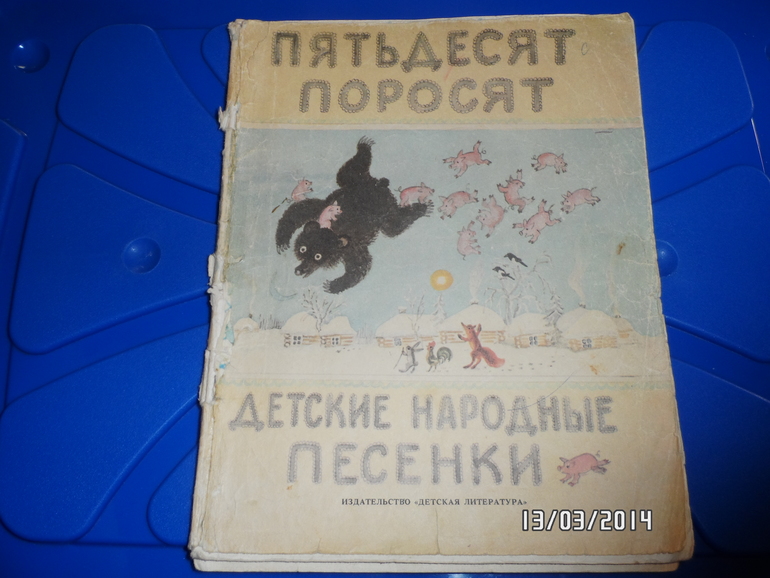 ПЯТЬДЕСЯТ
ПОРОСЯТ
ДЕТСКИЕ НАРОДНЫЕ
ПЕСЕНКИ
ИЗДАТЕЛЬСТВО «ДЕТСКАЯ ЛИТЕРАТУРА»
13/03/2014